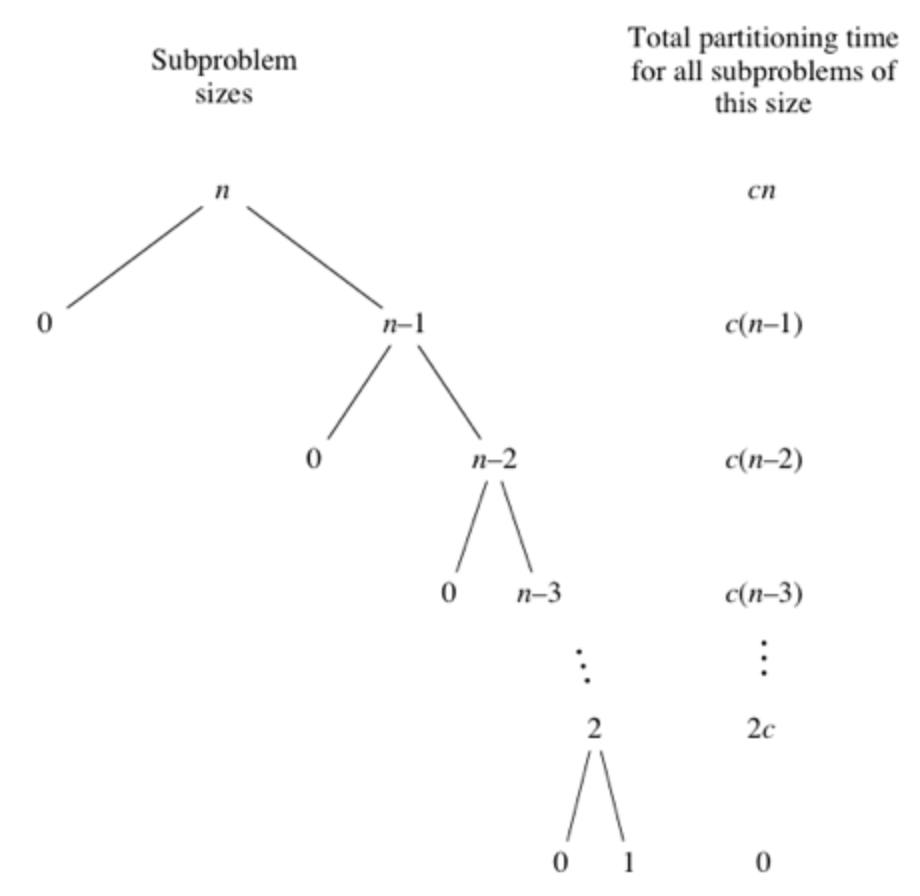 Subproblem
sizes
Total partitioning time
for all subproblems of
this size
n
cn
0
n–1
c(n–1)
0
n–2
c(n–2)
0
n–3
c(n–3)
⋱
⋮
2
2c
0
1
0